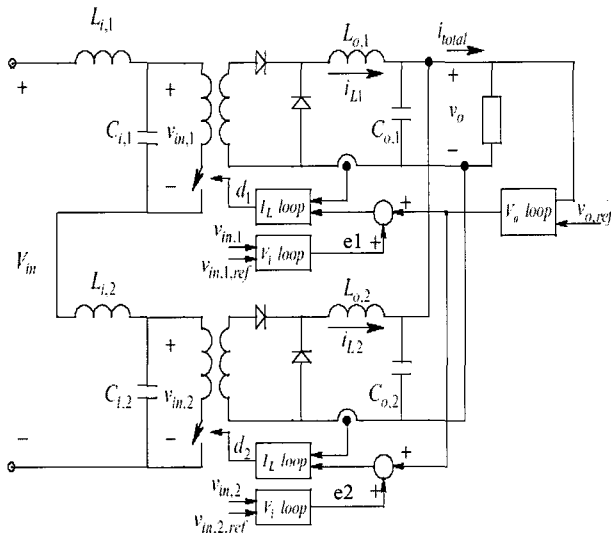 L_{i,1}
L_{o,1}
i_{total}
+
+
+
i_{L1}
C_{i,1}
v_{in,1}
C_{o,1}
v_o
−
−
d_1
I_L loop
+
V_o loop
v_{o,ref}
v_{in,1}
e1 +
v_{in,1,ref}
V_i loop
V_{in}
L_{i,2}
L_{o,2}
+
i_{L2}
C_{i,2}
v_{in,2}
C_{o,2}
−
−
d_2
I_L loop
+
v_{in,2}
e2
+
v_{in,2,ref}
V_i loop